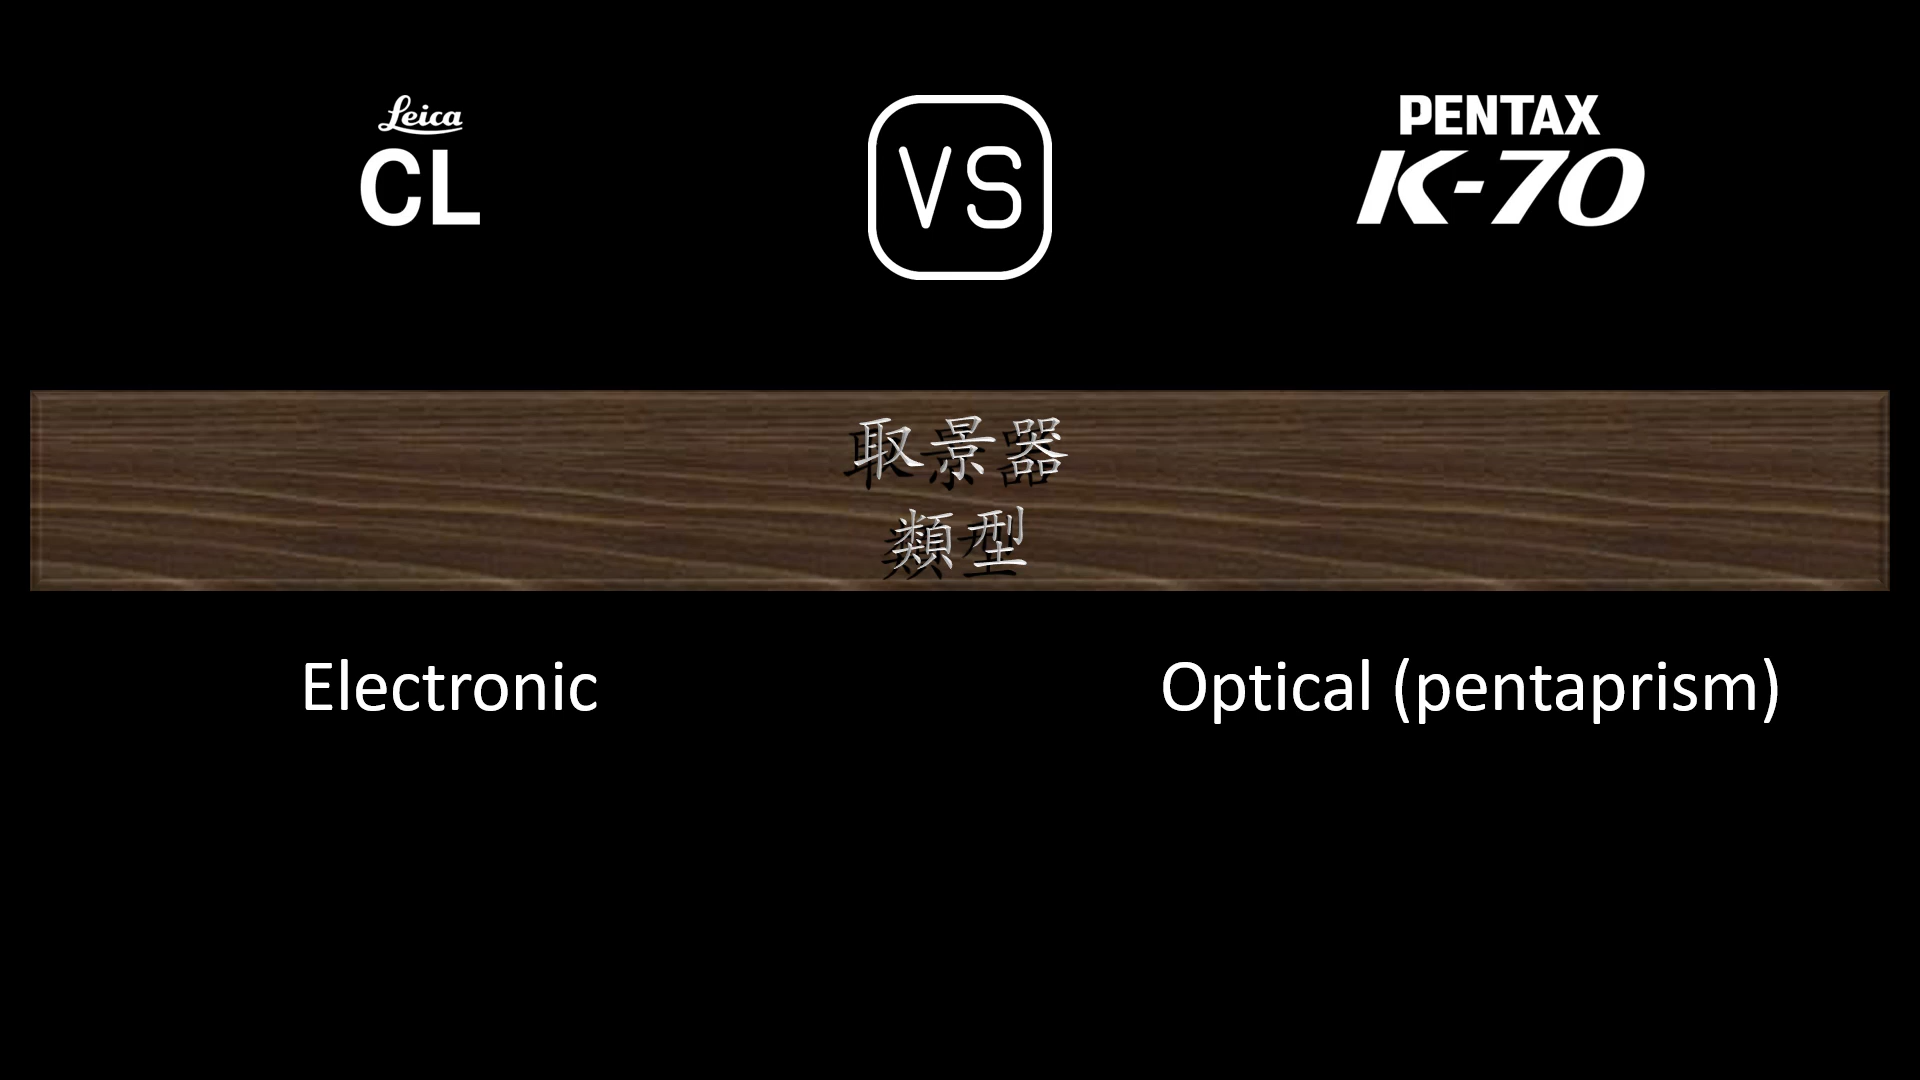 Leica
CL
VS
PENTAX
K-70
取景器
類型
Electronic
Optical (pentaprism)